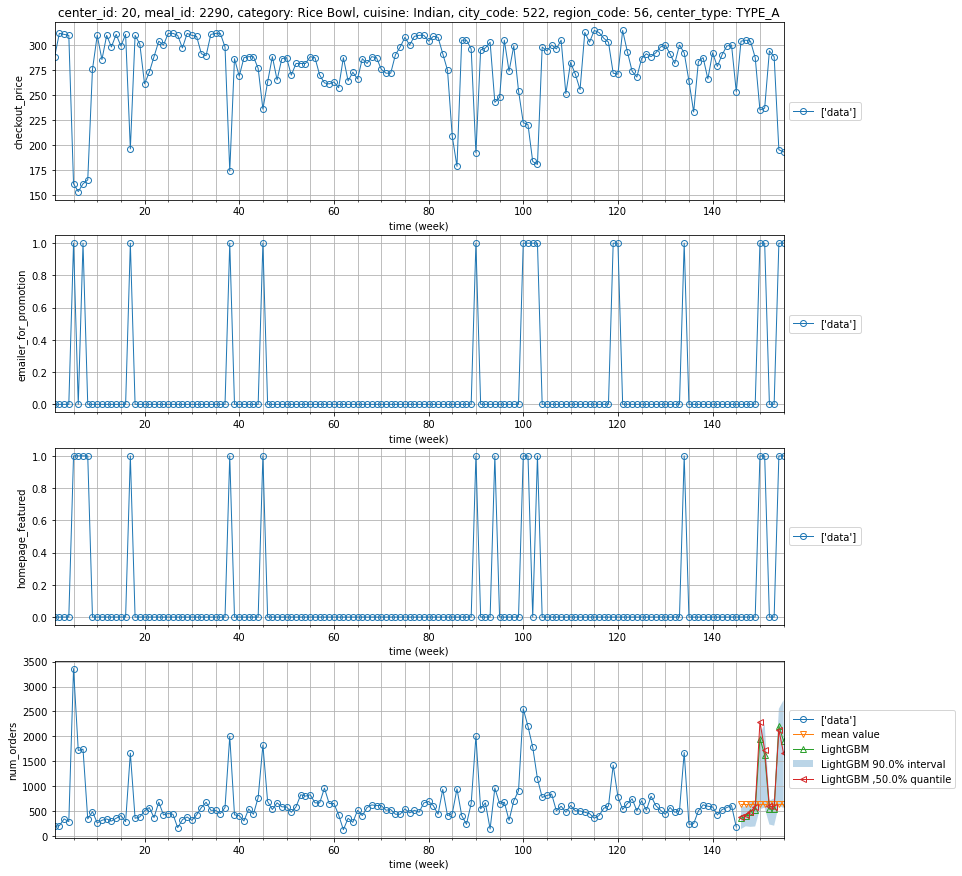 center_id: 20, meal_id: 2290, category: Rice Bowl, cuisine: Indian, city_code: 522, region_code: 56, center_type: TYPE_A
checkout_price
300
275
250
225
200
175
150
20 40 60 80 100 120 140
time (week)
['data']
emailer_for_promotion
1.0
0.8
0.6
0.4
0.2
0.0
20 40 60 80 100 120 140
time (week)
['data']
homepage_featured
1.0
0.8
0.6
0.4
0.2
0.0
20 40 60 80 100 120 140
time (week)
['data']
num_orders
3500
3000
2500
2000
1500
1000
500
0
20 40 60 80 100 120 140
time (week)
['data']
mean value
LightGBM
LightGBM 90.0% interval
LightGBM ,50.0% quantile